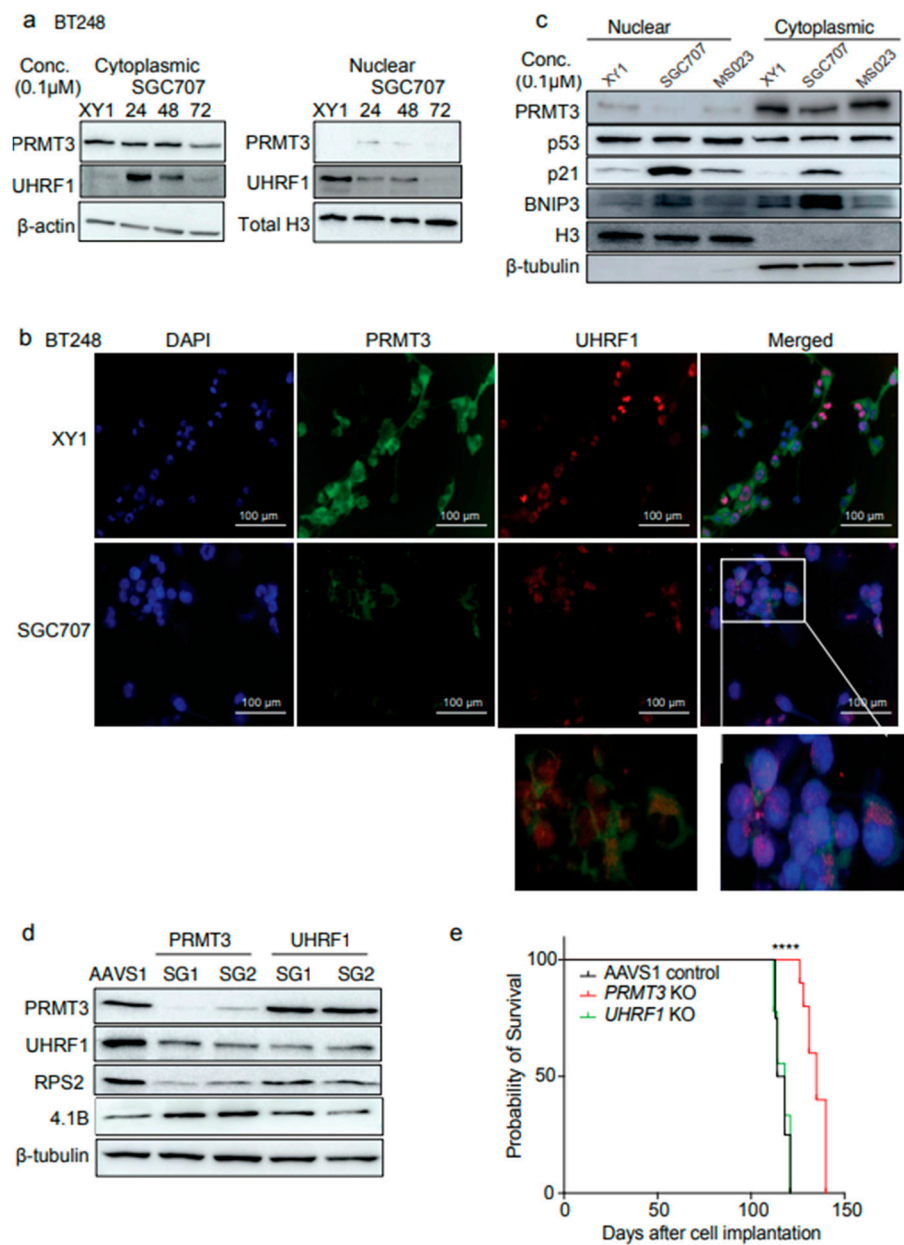 a BT248
Conc. Cytoplasmic Nuclear
(0.1μM) SGC707 SGC707
XY1 24 48 72 XY1 24 48 72
PRMT3 PRMT3
UHRF1 UHRF1
β-actin Total H3
c
Nuclear Cytoplasmic
Conc.
(0.1μM) XY1 SGC707 MS023 XY1 SGC707 MS023
PRMT3
p53
p21
BNIP3
H3
β-tubulin
b BT248 DAPI PRMT3 UHRF1 Merged
XY1
100 μm 100 μm 100 μm 100 μm
SGC707
100 μm 100 μm 100 μm 100 μm
d
PRMT3 UHRF1
AAVS1 SG1 SG2 SG1 SG2
PRMT3
UHRF1
RPS2
4.1B
β-tubulin
e
****
100
AAVS1 control
PRMT3 KO
UHRF1 KO
50
0
0 50 100 150
Probability of Survival
Days after cell implantation